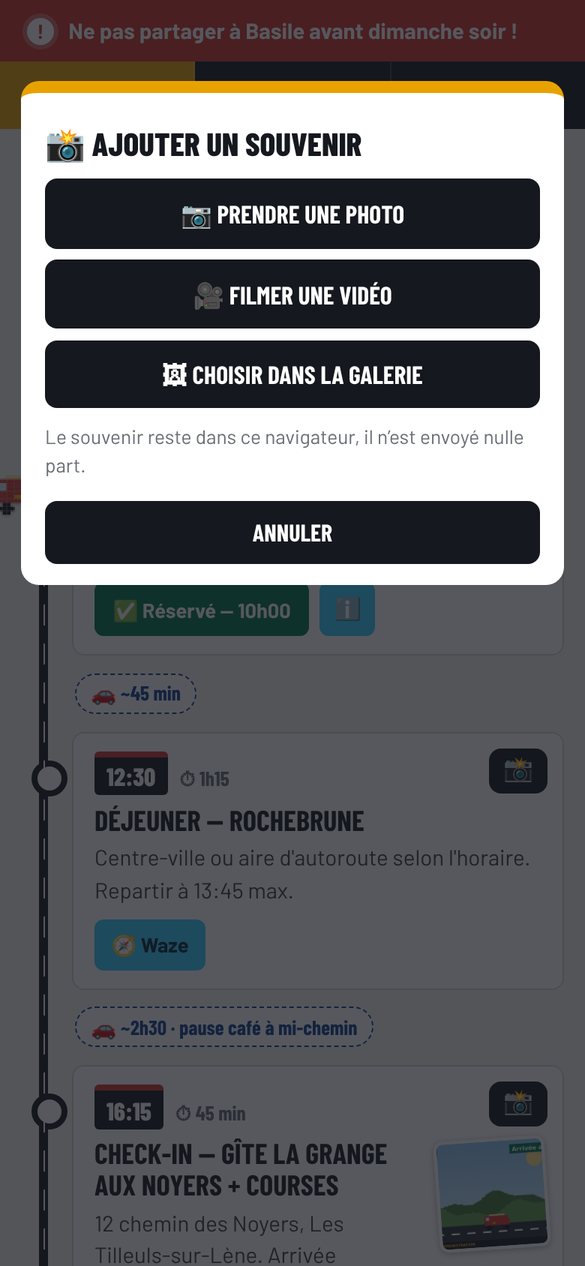 Ne pas partager à Basile avant dimanche soir !
AJOUTER UN SOUVENIR
PRENDRE UNE PHOTO
FILMER UNE VIDÉO
CHOISIR DANS LA GALERIE
Le souvenir reste dans ce navigateur, il n’est envoyé nulle
part.
ANNULER
✅ Réservé — 10h00 ℹ️
🚗 ~45 min
12:30 ⏱ 1h15
DÉJEUNER — ROCHEBRUNE
Centre-ville ou aire d'autoroute selon l'horaire.
Repartir à 13:45 max.
Waze
🚗 ~2h30 · pause café à mi-chemin
16:15 ⏱ 45 min
CHECK-IN — GÎTE LA GRANGE
AUX NOYERS + COURSES
Arrivée
12 chemin des Noyers, Les
Tilleuls-sur-Lène. Arrivée